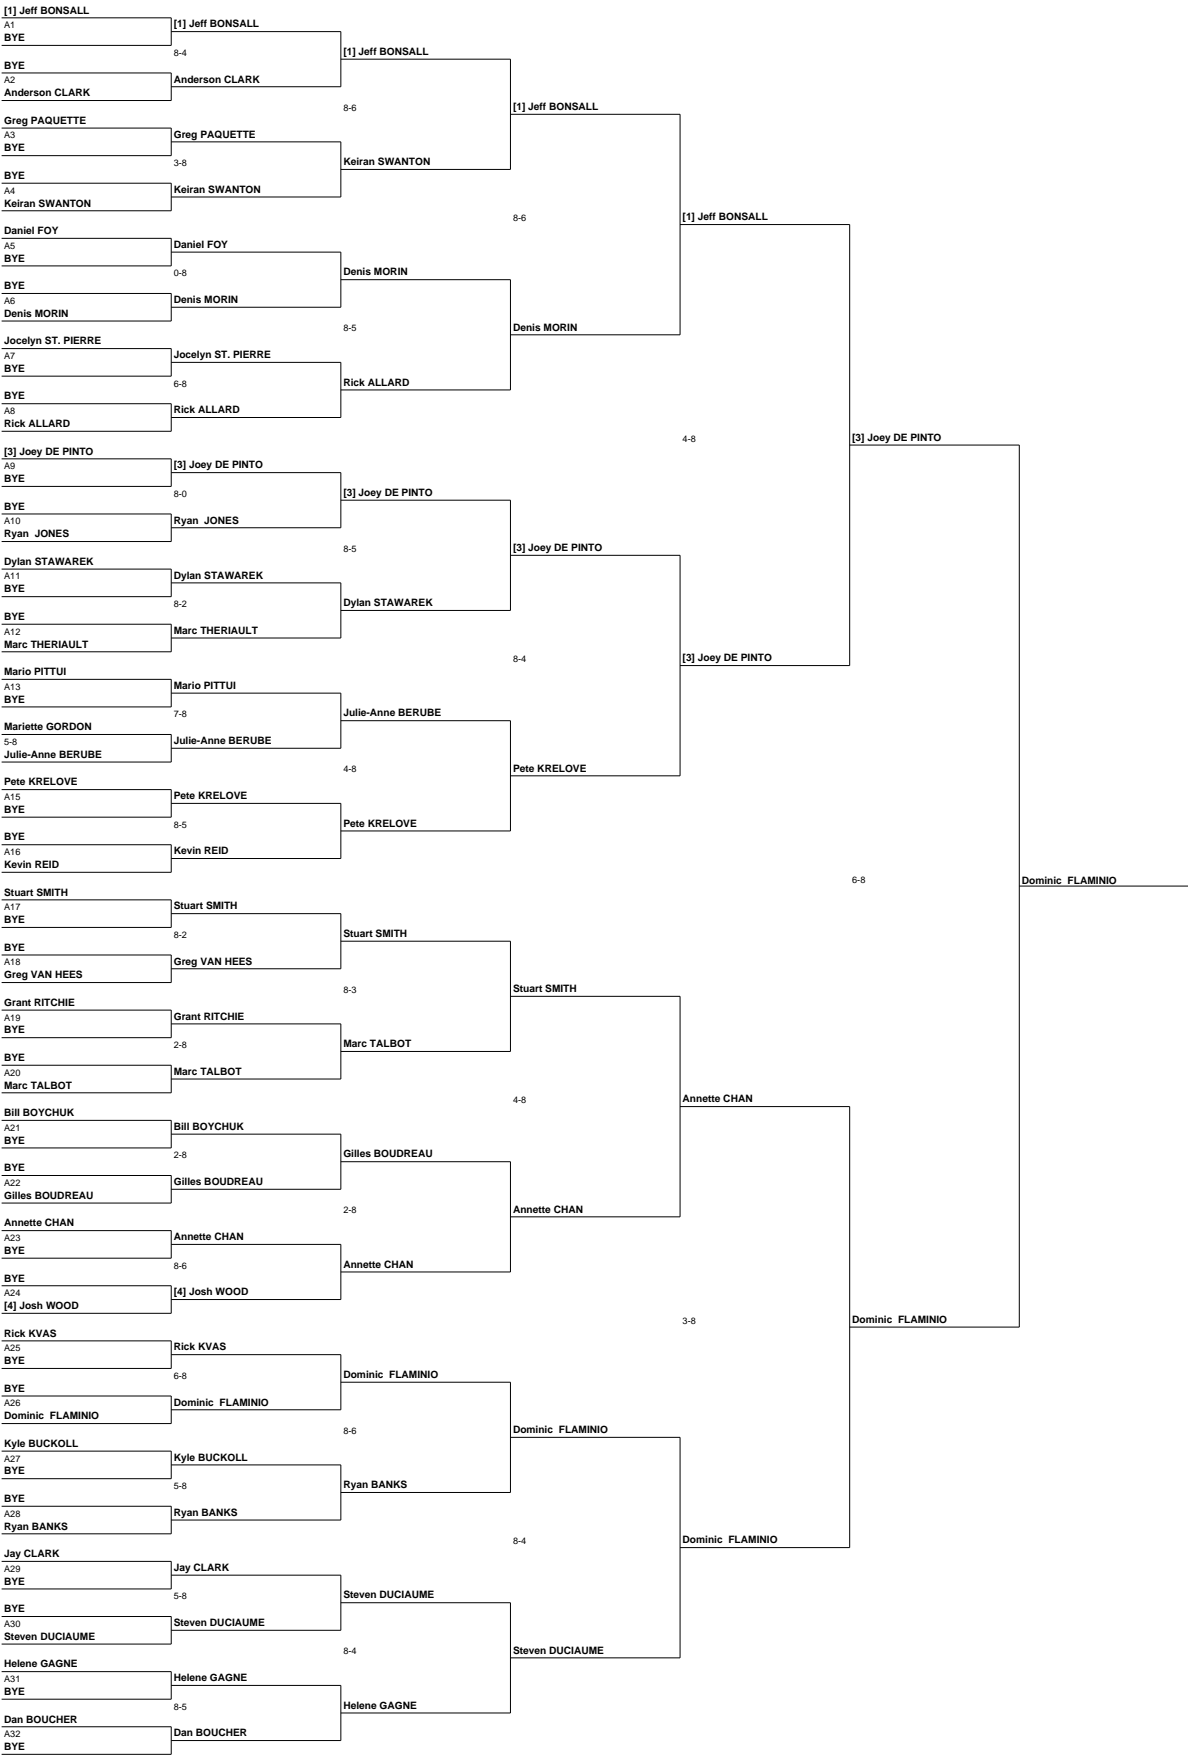 [1] Jeff BONSALL
A1
BYE
BYE
A2
Anderson CLARK
Greg PAQUETTE
A3
BYE
BYE
A4
Keiran SWANTON
Daniel FOY
A5
BYE
BYE
A6
Denis MORIN
Jocelyn ST. PIERRE
A7
BYE
BYE
A8
Rick ALLARD
[3] Joey DE PINTO
A9
BYE
BYE
A10
Ryan JONES
Dylan STAWAREK
A11
BYE
BYE
A12
Marc THERIAULT
Mario PITTUI
A13
BYE
Mariette GORDON
5-8
Julie-Anne BERUBE
Pete KRELOVE
A15
BYE
BYE
A16
Kevin REID
Stuart SMITH
A17
BYE
BYE
A18
Greg VAN HEES
Grant RITCHIE
A19
BYE
BYE
A20
Marc TALBOT
Bill BOYCHUK
A21
BYE
BYE
A22
Gilles BOUDREAU
Annette CHAN
A23
BYE
BYE
A24
[4] Josh WOOD
Rick KVAS
A25
BYE
BYE
A26
Dominic FLAMINIO
Kyle BUCKOLL
A27
BYE
BYE
A28
Ryan BANKS
Jay CLARK
A29
BYE
BYE
A30
Steven DUCIAUME
Helene GAGNE
A31
BYE
Dan BOUCHER
A32
BYE
[1] Jeff BONSALL
8-4
Anderson CLARK
Greg PAQUETTE
3-8
Keiran SWANTON
Daniel FOY
0-8
Denis MORIN
Jocelyn ST. PIERRE
6-8
Rick ALLARD
[3] Joey DE PINTO
8-0
Ryan JONES
Dylan STAWAREK
8-2
Marc THERIAULT
Mario PITTUI
7-8
Julie-Anne BERUBE
Pete KRELOVE
8-5
Kevin REID
Stuart SMITH
8-2
Greg VAN HEES
Grant RITCHIE
2-8
Marc TALBOT
Bill BOYCHUK
2-8
Gilles BOUDREAU
Annette CHAN
8-6
[4] Josh WOOD
Rick KVAS
6-8
Dominic FLAMINIO
Kyle BUCKOLL
5-8
Ryan BANKS
Jay CLARK
5-8
Steven DUCIAUME
Helene GAGNE
8-5
Dan BOUCHER
[1] Jeff BONSALL
8-6
Keiran SWANTON
Denis MORIN
8-5
Rick ALLARD
[3] Joey DE PINTO
8-5
Dylan STAWAREK
Julie-Anne BERUBE
4-8
Pete KRELOVE
Stuart SMITH
8-3
Marc TALBOT
Gilles BOUDREAU
2-8
Annette CHAN
Dominic FLAMINIO
8-6
Ryan BANKS
Steven DUCIAUME
8-4
Helene GAGNE
[1] Jeff BONSALL
8-6
Denis MORIN
[3] Joey DE PINTO
8-4
Pete KRELOVE
Stuart SMITH
4-8
Annette CHAN
Dominic FLAMINIO
8-4
Steven DUCIAUME
[1] Jeff BONSALL
4-8
[3] Joey DE PINTO
Annette CHAN
3-8
Dominic FLAMINIO
[3] Joey DE PINTO
6-8
Dominic FLAMINIO
Dominic FLAMINIO